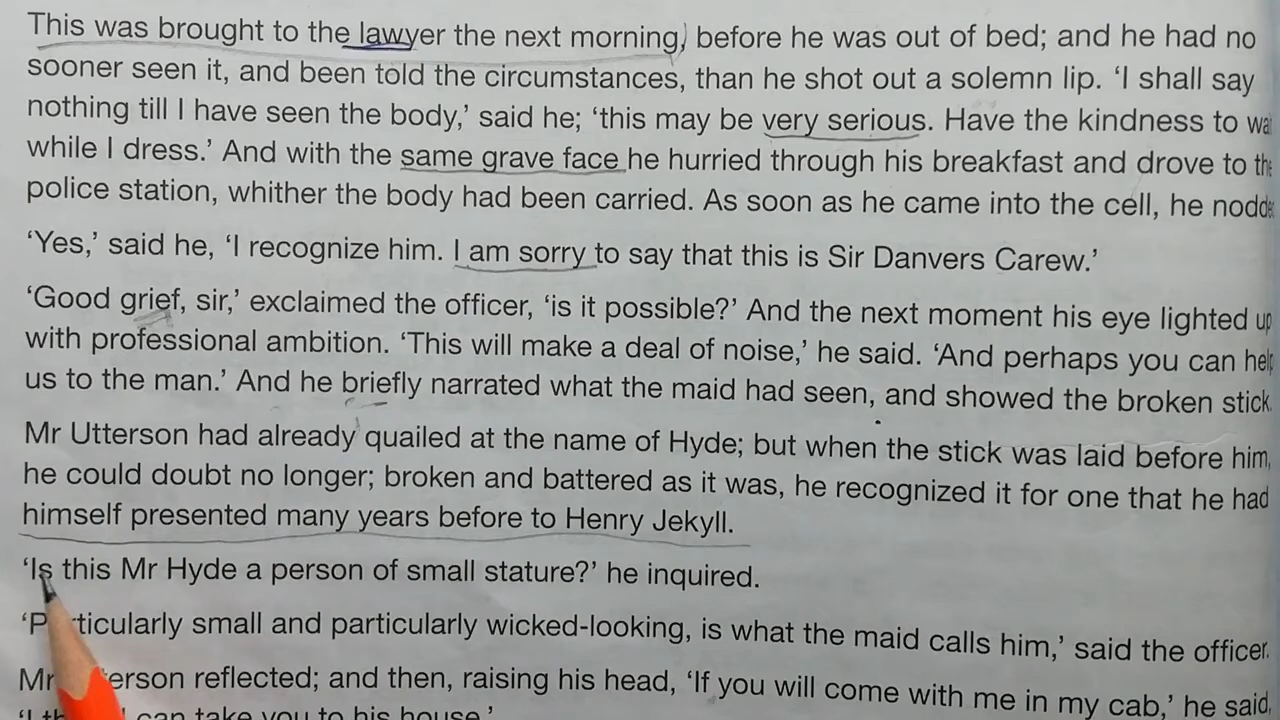 This was brought to the lawyer the next morning, before he was out of bed; and he had no
sooner seen it, and been told the circumstances, than he shot out a solemn lip. ‘I shall say
nothing till I have seen the body,’ said he; ‘this may be very serious. Have the kindness to
while I dress.’ And with the same grave face he hurried through his breakfast and drove to the
police station, whither the body had been carried. As soon as he came into the cell, he
‘Yes,’ said he, ‘I recognize him. I am sorry to say that this is Sir Danvers Carew.’
‘Good grief, sir,’ exclaimed the officer, ‘is it possible?’ And the next moment his eye lighted up
with professional ambition. ‘This will make a deal of noise,’ he said. ‘And perhaps you can help
us to the man.’ And he briefly narrated what the maid had seen, and showed the broken stick.
Mr Utterson had already quailed at the name of Hyde; but when the stick was laid before him,
he could doubt no longer; broken and battered as it was, he recognized it for one that he had
himself presented many years before to Henry Jekyll.
‘Is this Mr Hyde a person of small stature?’ he inquired.
‘Particularly small and particularly wicked-looking, is what the maid calls him,’ said the officer.
Mr Utterson reflected; and then, raising his head, ‘If you will come with me in my cab,’ he said,
can take you to his house.’